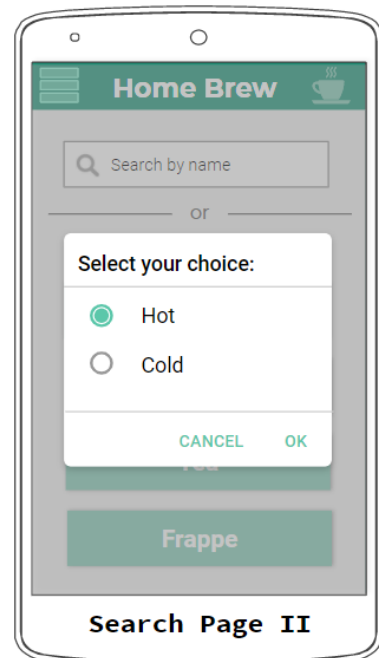 Home Brew
Search by name
or
Select your choice:
Hot
Cold
CANCEL OK
Frappe
Search Page II